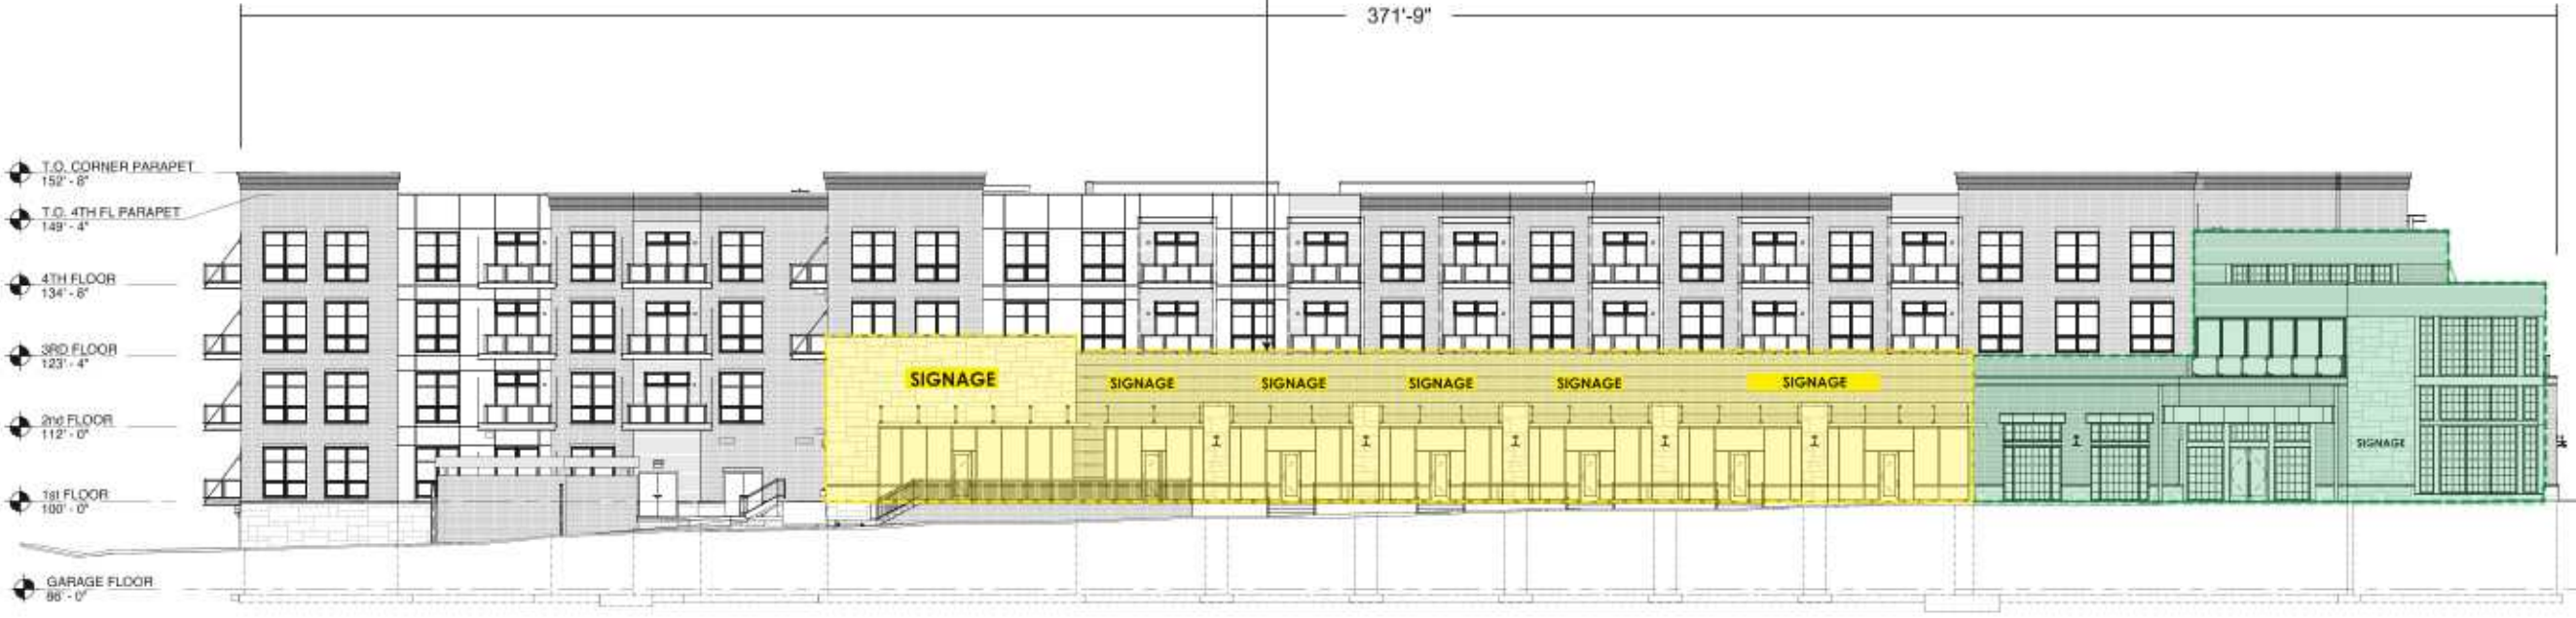 371'-9"
T.O. CORNER PARAPET
152' - 8"
T.O. 4TH FL PARAPET
149' - 4"
4TH FLOOR
134' - 8"
3RD FLOOR
123' - 4"
SIGNAGE
SIGNAGE
SIGNAGE
SIGNAGE
SIGNAGE
SIGNAGE
2nd FLOOR
112' - 0"
SIGNAGE
1st FLOOR
100' - 0"
GARAGE FLOOR
86' - 0"